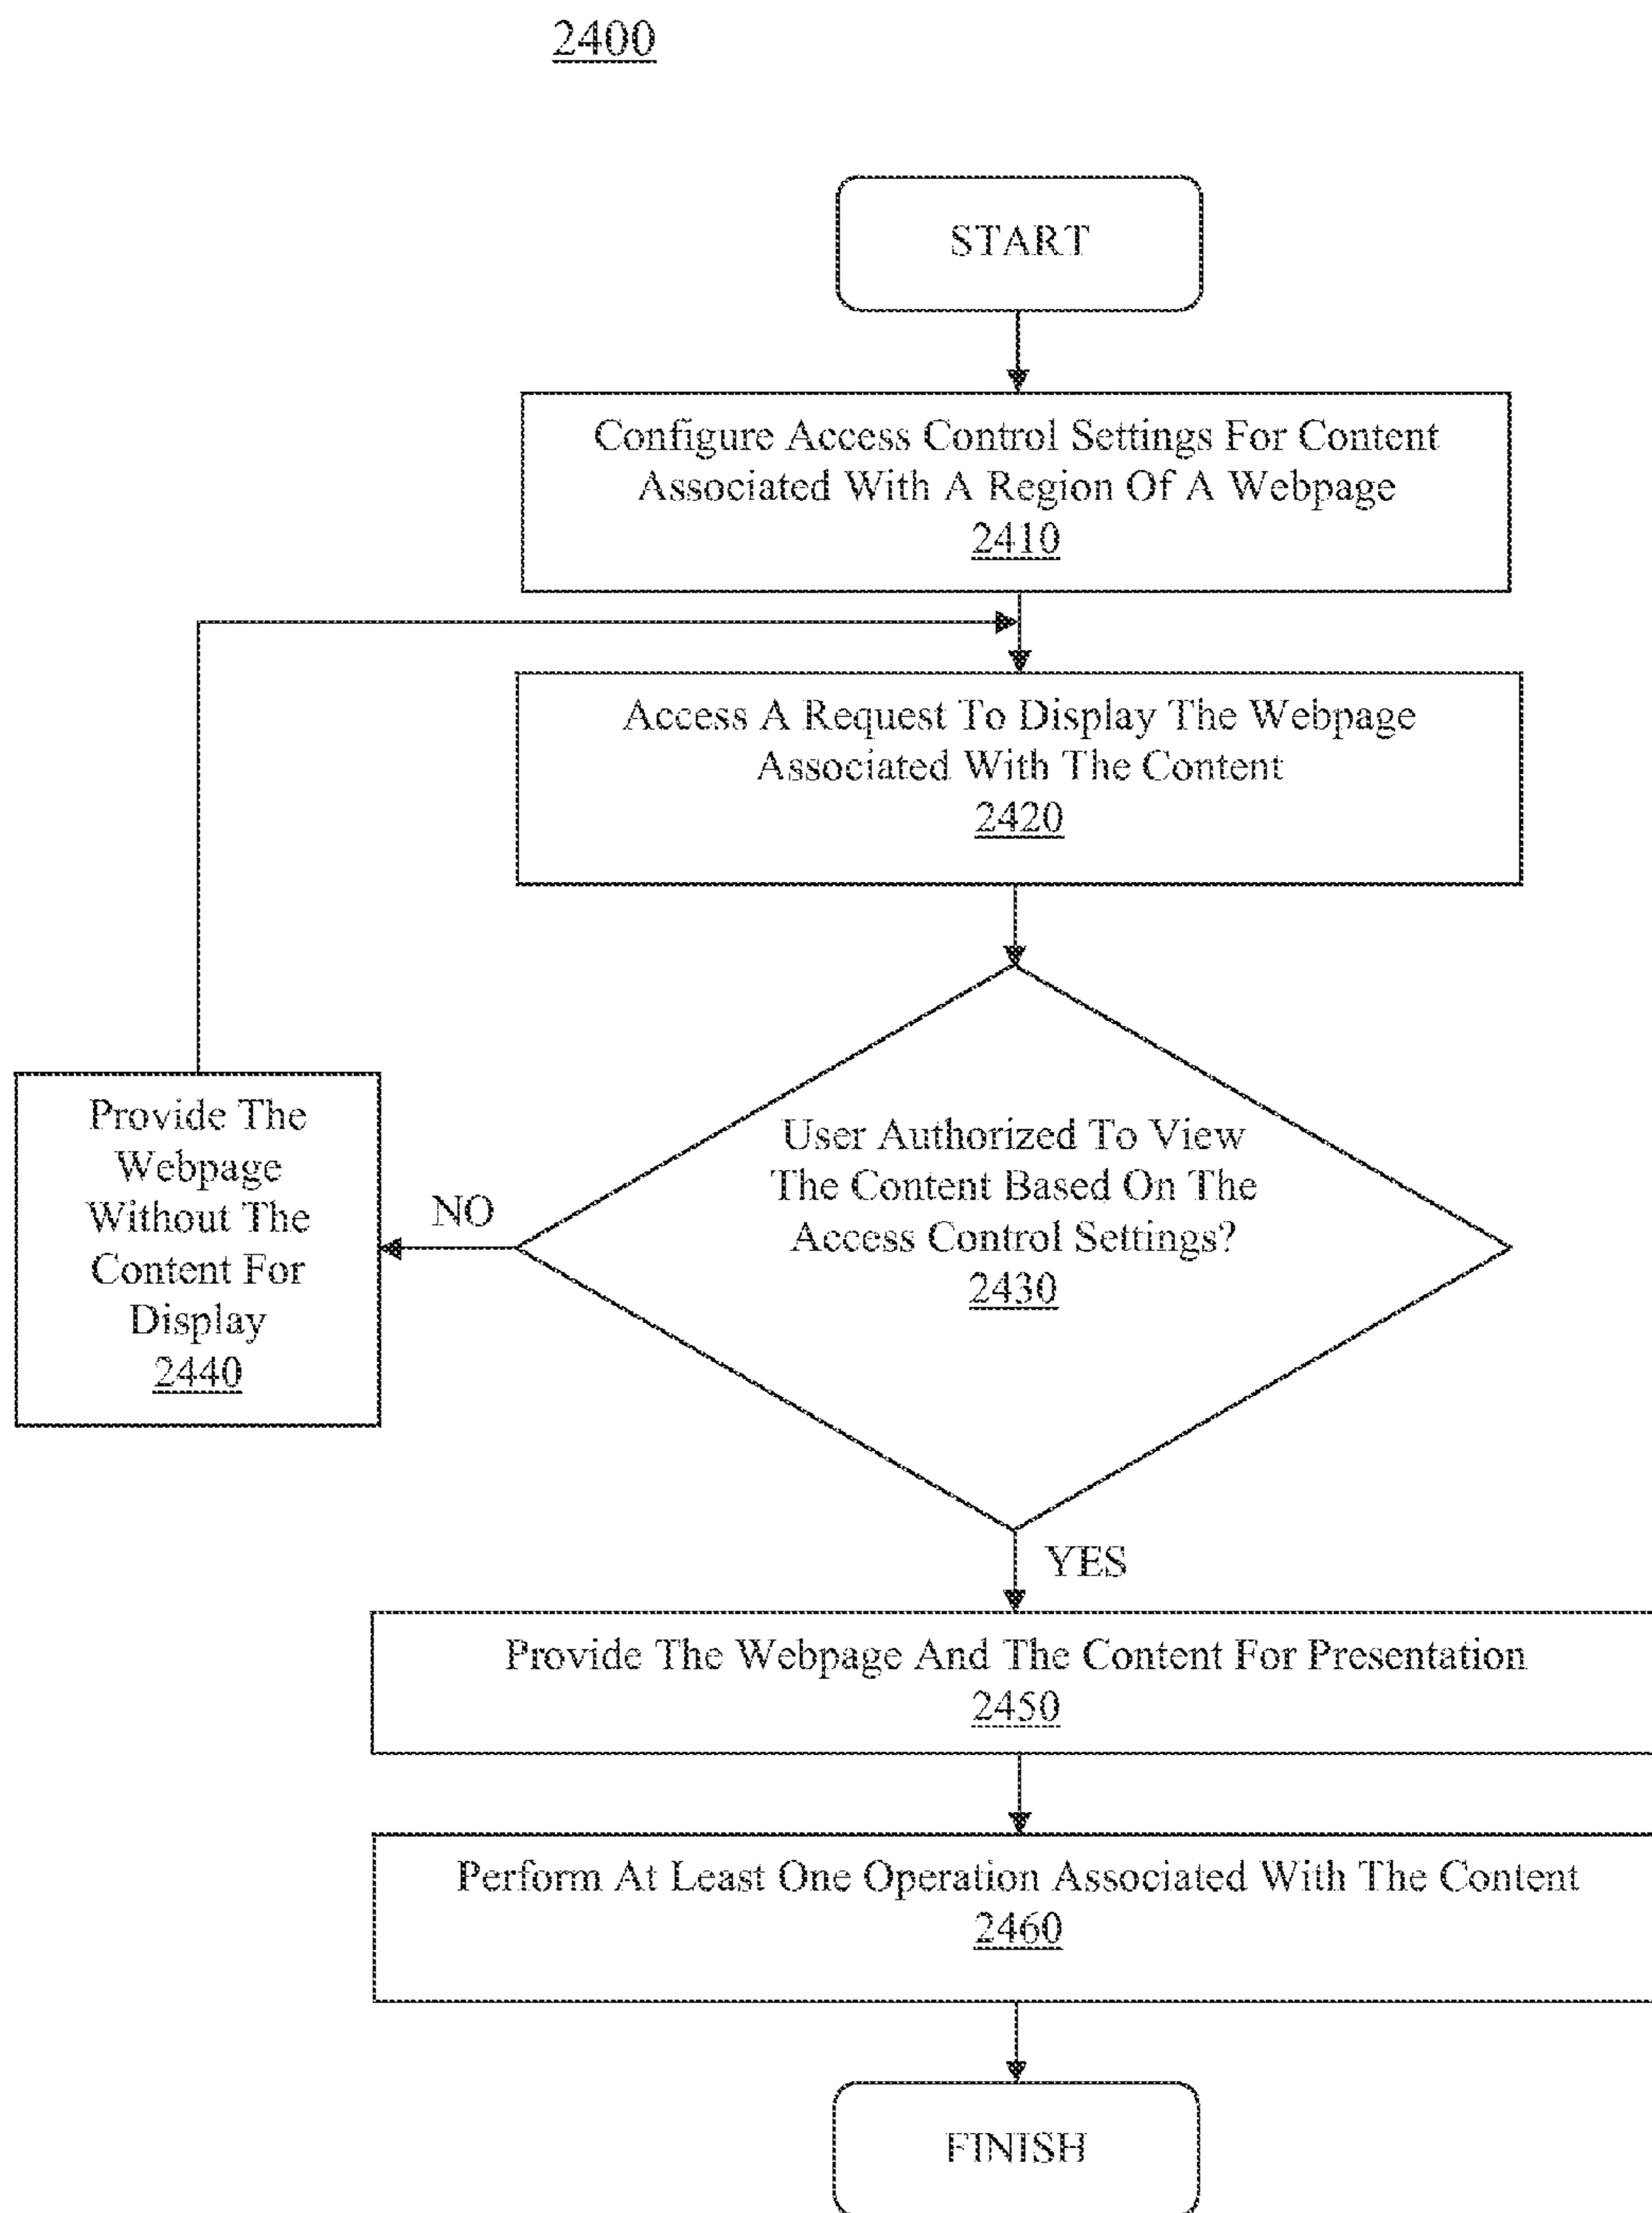 2400
START
Configure Access Control Settings For Content
Associated With A Region Of A Webpage
2410
Access A Request To Display The Webpage
Associated With The Content
2420
User Authorized To View
The Content Based On The
Access Control Settings?
2430
NO
Provide The
Webpage
Without The
Content For
Display
2440
YES
Provide The Webpage And The Content For Presentation
2450
Perform At Least One Operation Associated With The Content
2460
FINISH